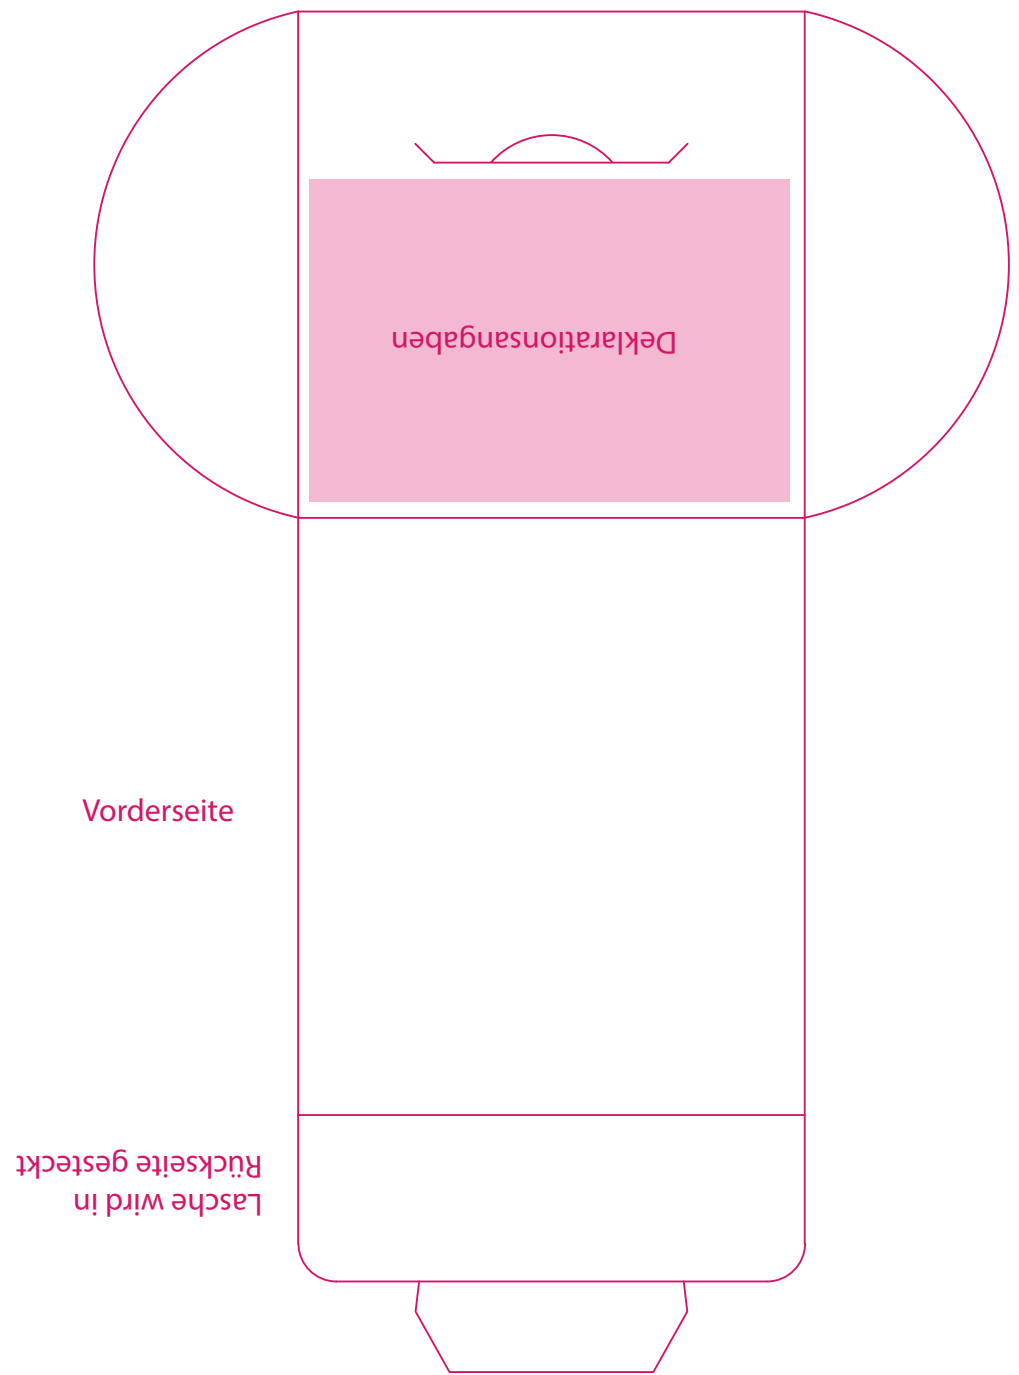 Deklarationsangaben
Vorderseite
Lasche wird in
Rückseite gesteckt